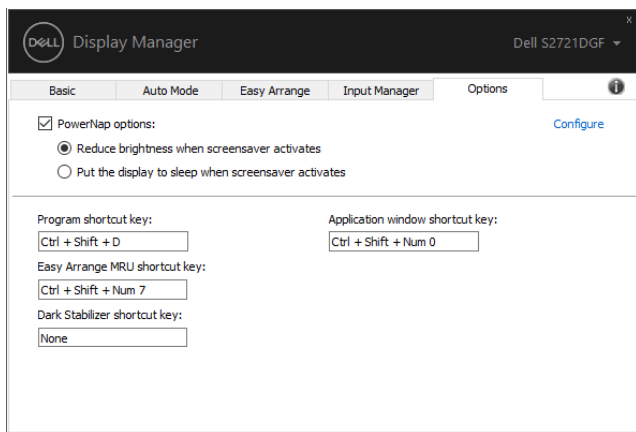 DELL Display Manager
x
Dell S2721DGF
Basic Auto Mode Easy Arrange Input Manager Options i
PowerNap options:
Configure
Reduce brightness when screensaver activates
Put the display to sleep when screensaver activates
Program shortcut key:
Ctrl + Shift + D
Application window shortcut key:
Ctrl + Shift + Num 0
Easy Arrange MRU shortcut key:
Ctrl + Shift + Num 7
Dark Stabilizer shortcut key:
None